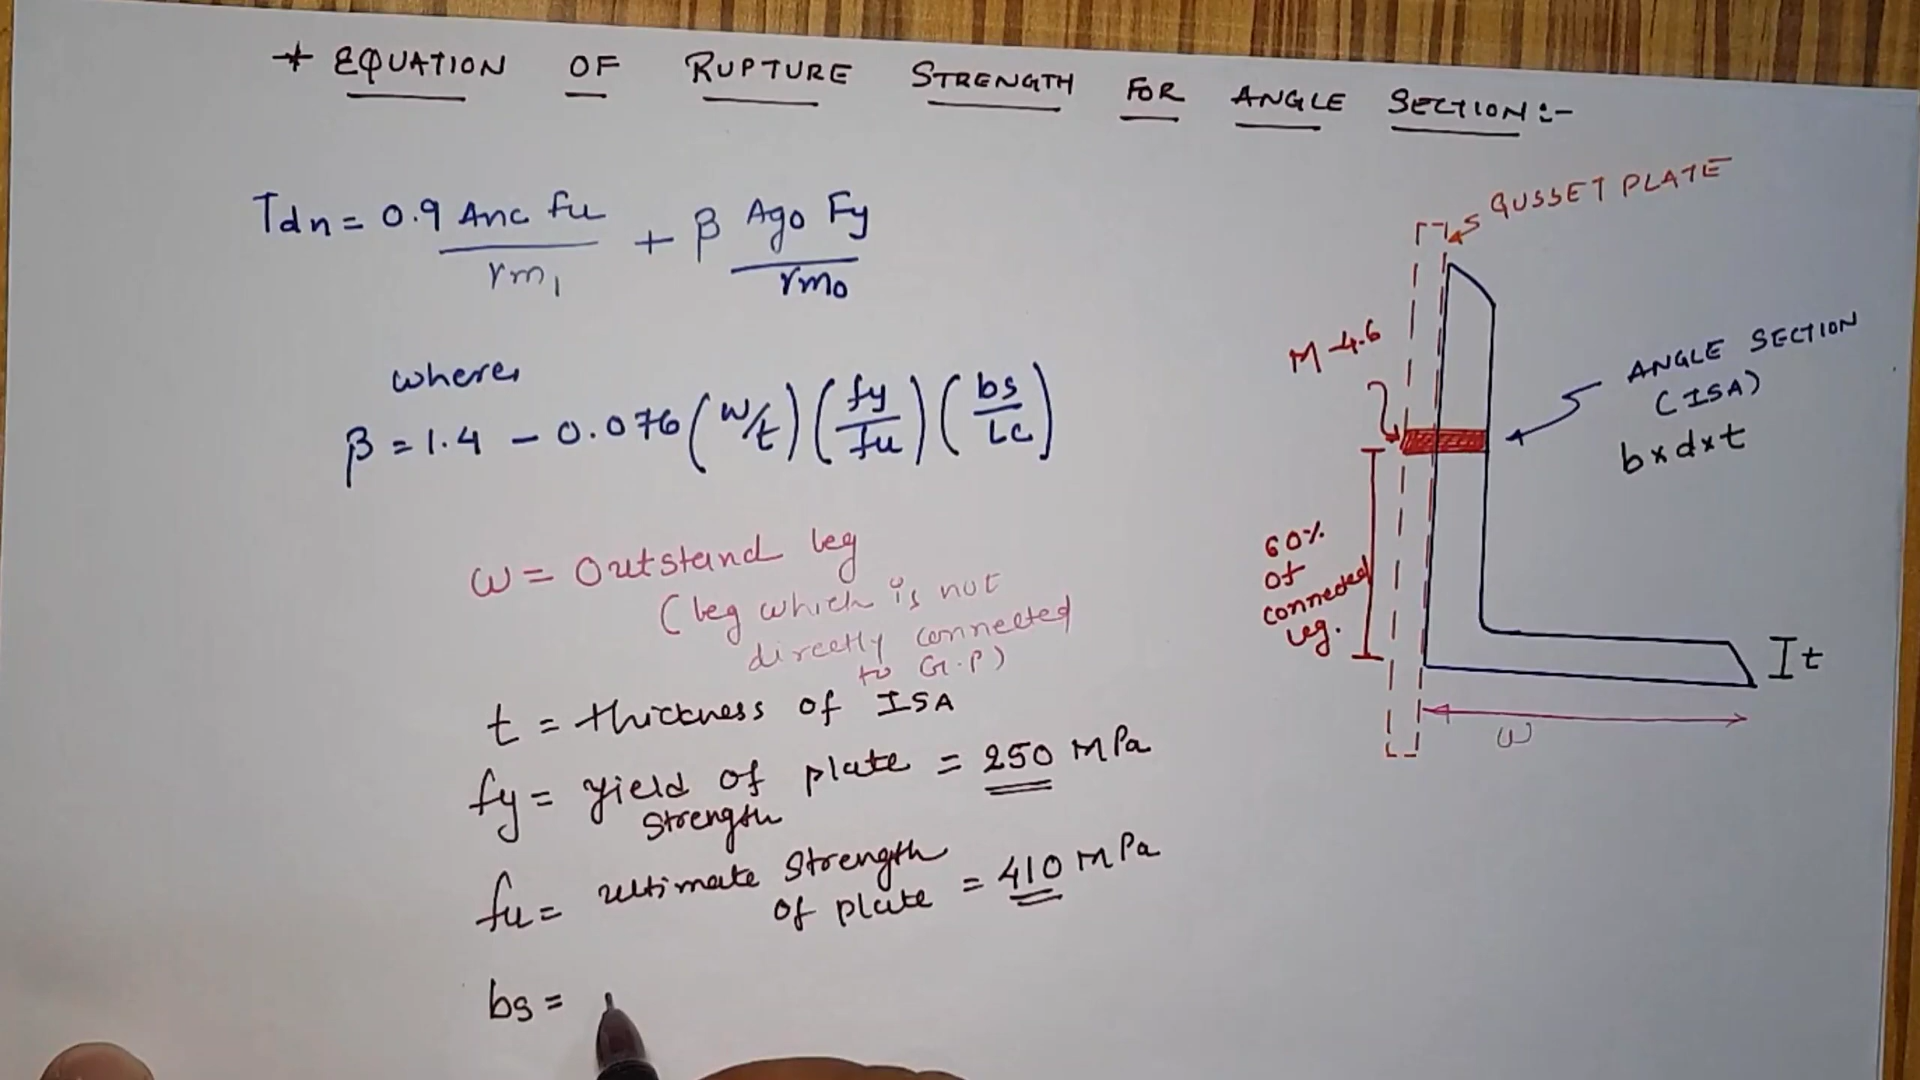 * EQUATION OF RUPTURE STRENGTH FOR ANGLE SECTION :-
Tdn = 0.9 Anc fu / γm1 + β Ago Fy / γm0
where,
β = 1.4 - 0.076 (w/t) (fy/fu) (bs/Lc)
w = Outstand leg
(leg which is not
directly connected
to G.P)
t = thickness of ISA
fy = yield of plate = 250 MPa
strength
fu = ultimate strength
of plate = 410 MPa
bs =
GUSSET PLATE
M-4.6
ANGLE SECTION
(ISA)
b x d x t
60%
of
connected
leg.
t
w